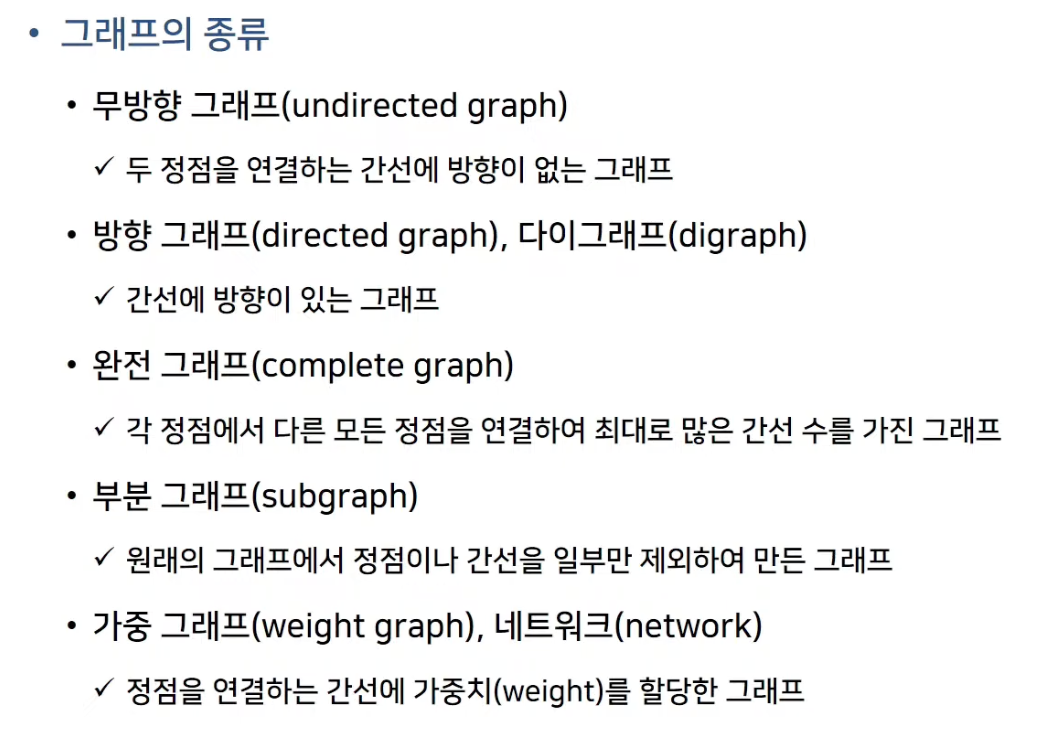 • 그래프의 종류
• 무방향 그래프(undirected graph)
✓ 두 정점을 연결하는 간선에 방향이 없는 그래프
• 방향 그래프(directed graph), 다이그래프(digraph)
✓ 간선에 방향이 있는 그래프
• 완전 그래프(complete graph)
✓ 각 정점에서 다른 모든 정점을 연결하여 최대로 많은 간선 수를 가진 그래프
• 부분 그래프(subgraph)
✓ 원래의 그래프에서 정점이나 간선을 일부만 제외하여 만든 그래프
• 가중 그래프(weight graph), 네트워크(network)
✓ 정점을 연결하는 간선에 가중치(weight)를 할당한 그래프